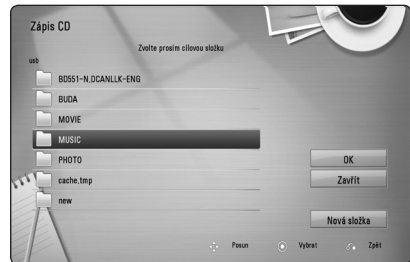 Zápis CD
Zvolte prosím cílovou složku
usb
BD551-N,DCANLLK-ENG
BUDA
MOVIE
MUSIC
PHOTO
cache,tmp
new
OK
Zavřít
Nová složka
Posun Vybrat Zpět